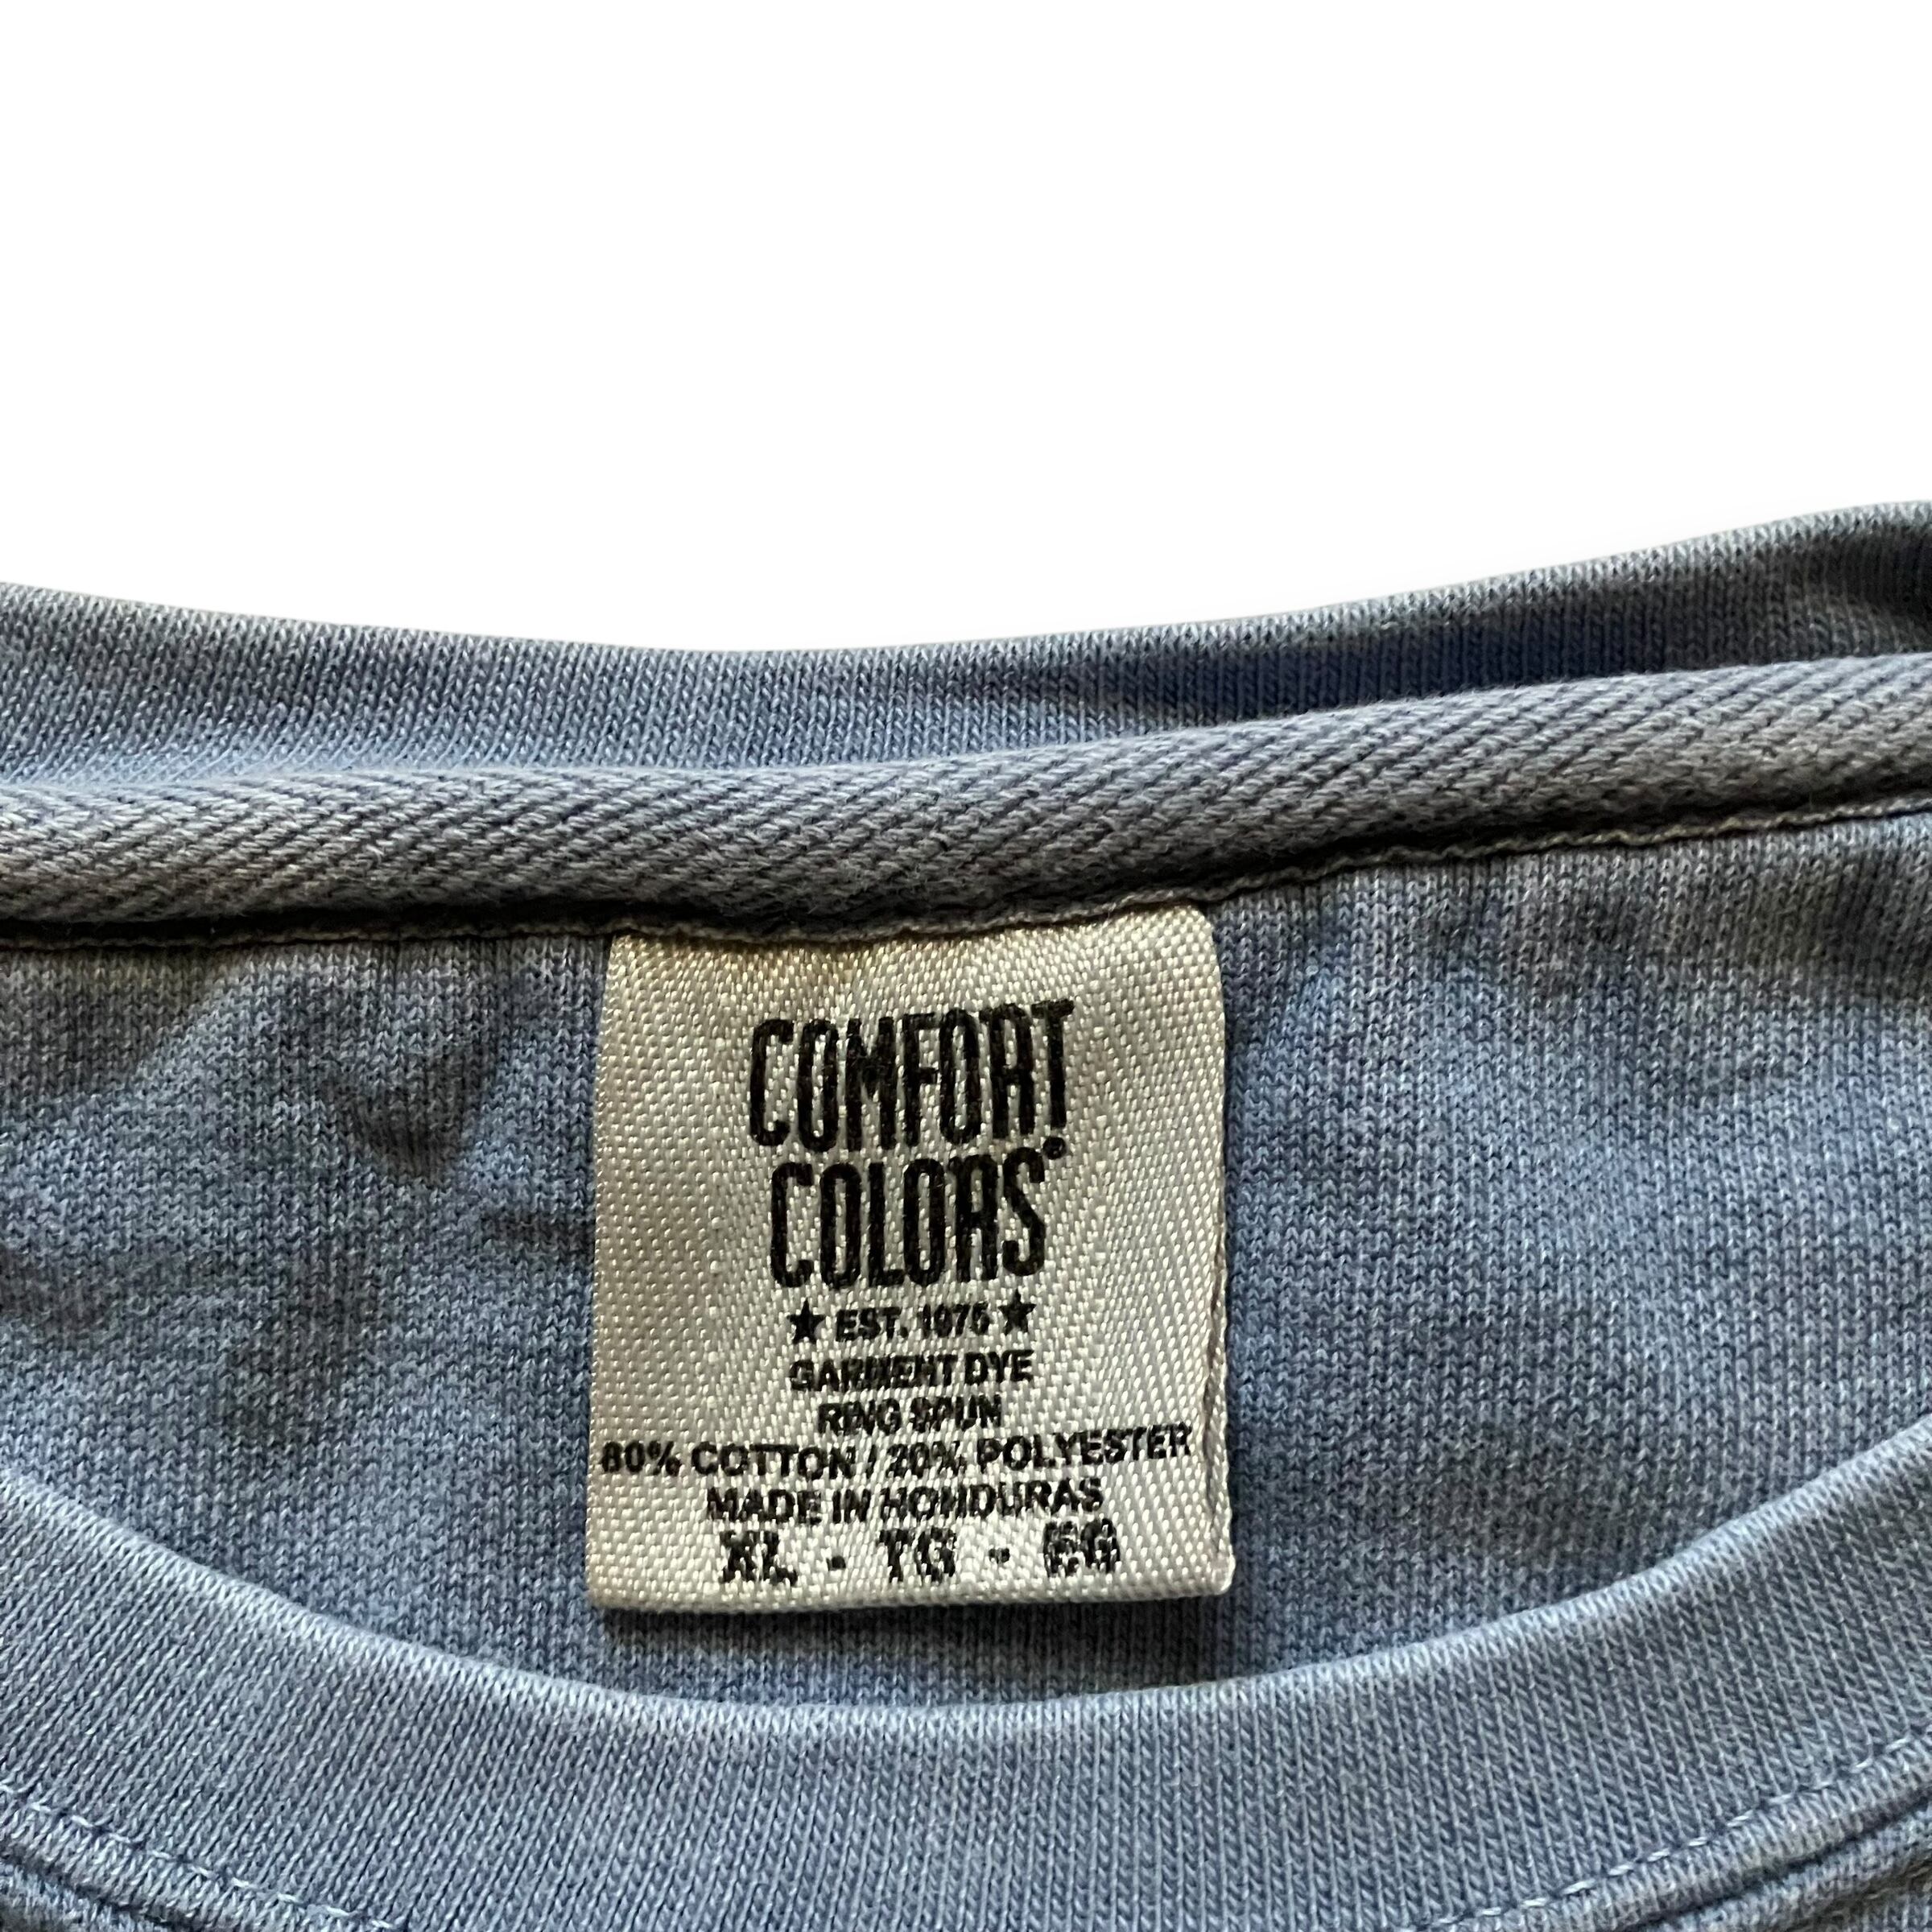 COMFORT
COLORS®
★ EST. 1975 ★
GARMENT DYE
RING SPUN
80% COTTON / 20% POLYESTER
MADE IN HONDURAS
XL - TG - EG